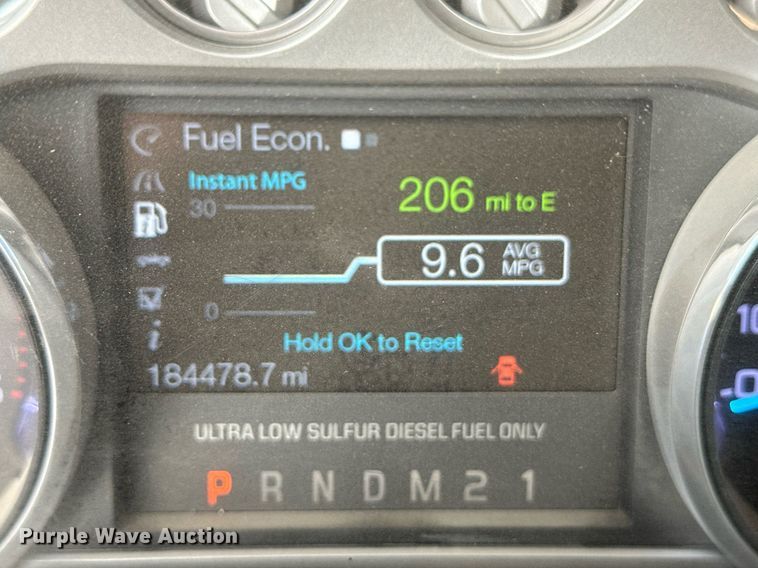 Fuel Econ.
Instant MPG
30
206 mi to E
9.6 AVG MPG
0
Hold OK to Reset
i
184478.7 mi
ULTRA LOW SULFUR DIESEL FUEL ONLY
P R N D M 2 1
Purple Wave Auction